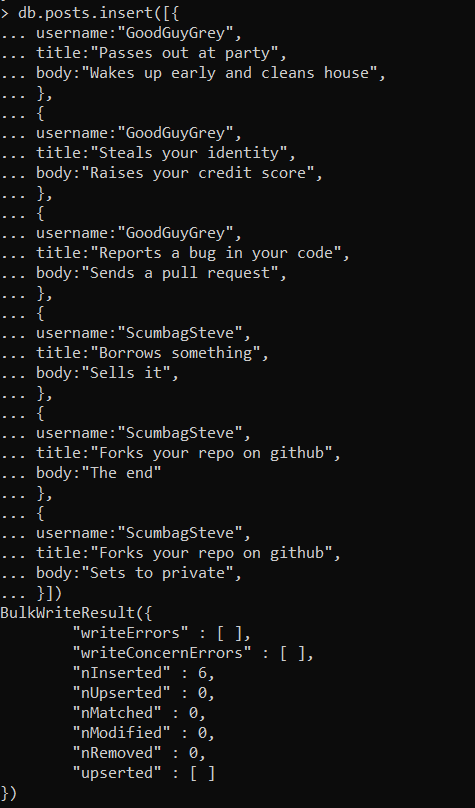 > db.posts.insert([{
... username:"GoodGuyGrey",
... title:"Passes out at party",
... body:"Wakes up early and cleans house",
... },
... {
... username:"GoodGuyGrey",
... title:"Steals your identity",
... body:"Raises your credit score",
... },
... {
... username:"GoodGuyGrey",
... title:"Reports a bug in your code",
... body:"Sends a pull request",
... },
... {
... username:"ScumbagSteve",
... title:"Borrows something",
... body:"Sells it",
... },
... {
... username:"ScumbagSteve",
... title:"Forks your repo on github",
... body:"The end"
... },
... {
... username:"ScumbagSteve",
... title:"Forks your repo on github",
... body:"Sets to private",
... }])
BulkWriteResult({
        "writeErrors" : [ ],
        "writeConcernErrors" : [ ],
        "nInserted" : 6,
        "nUpserted" : 0,
        "nMatched" : 0,
        "nModified" : 0,
        "nRemoved" : 0,
        "upserted" : [ ]
})